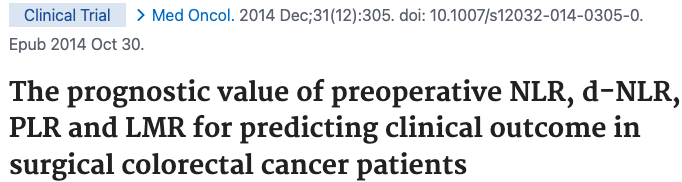 Clinical Trial > Med Oncol. 2014 Dec;31(12):305. doi: 10.1007/s12032-014-0305-0.
Epub 2014 Oct 30.
The prognostic value of preoperative NLR, d-NLR,
PLR and LMR for predicting clinical outcome in
surgical colorectal cancer patients